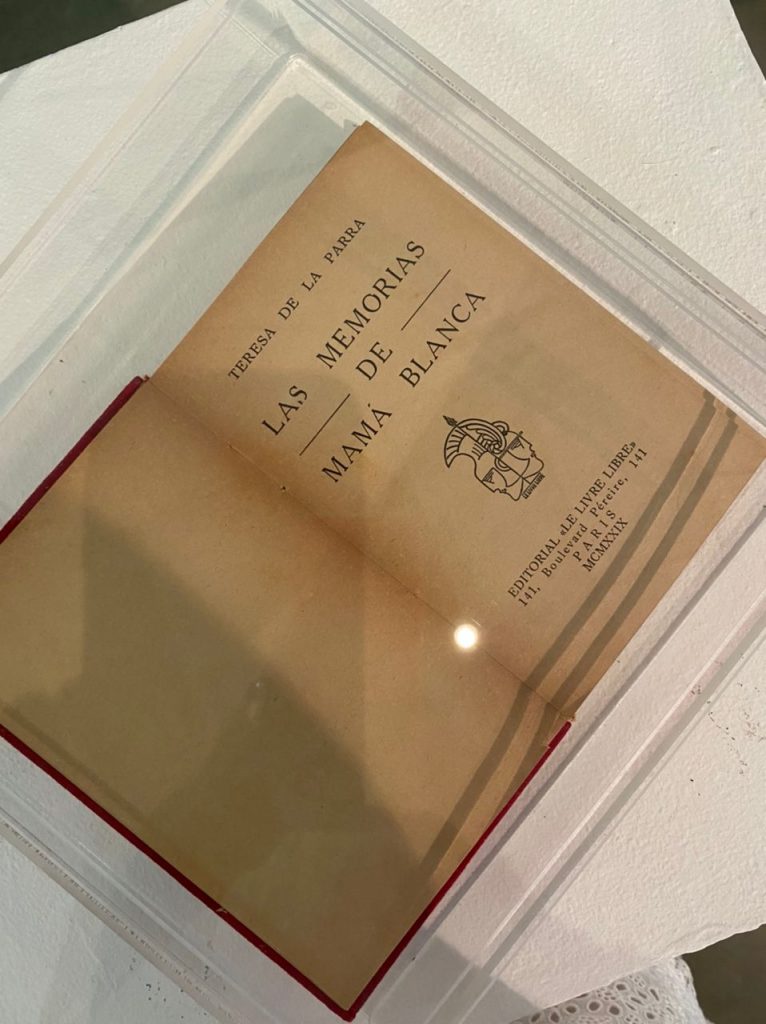 TERESA DE LA PARRA
LAS MEMORIAS
DE
MAMÁ BLANCA
EDITORIAL «LE LIVRE LIBRE»
141, Boulevard Péreire, 141
PARIS
MCMXXIX